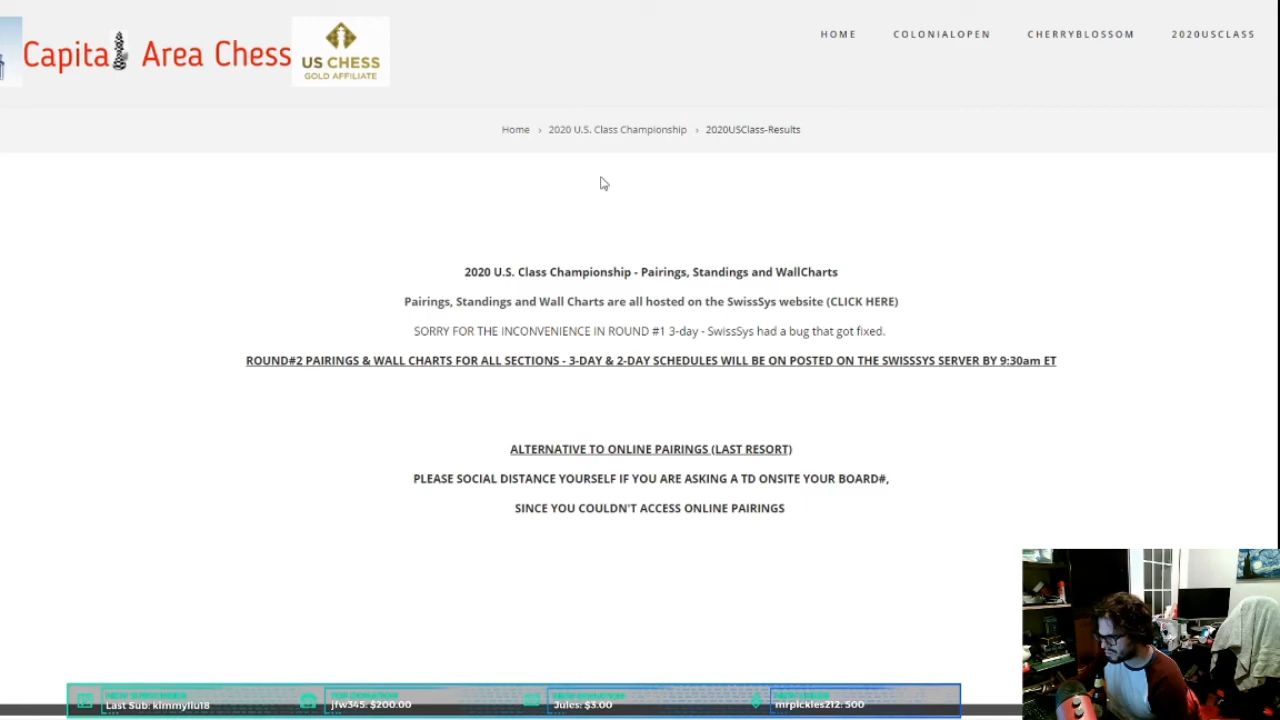 Capita Area Chess
US CHESS
GOLD AFFILIATE
HOME
COLONIALOPEN
CHERRYBLOSSOM
2020USCLASS
Home › 2020 U.S. Class Championship › 2020USClass-Results
2020 U.S. Class Championship - Pairings, Standings and WallCharts
Pairings, Standings and Wall Charts are all hosted on the SwissSys website (CLICK HERE)
SORRY FOR THE INCONVENIENCE IN ROUND #1 3-day - SwissSys had a bug that got fixed.
ROUND#2 PAIRINGS & WALL CHARTS FOR ALL SECTIONS - 3-DAY & 2-DAY SCHEDULES WILL BE ON POSTED ON THE SWISSSYS SERVER BY 9:30am ET
ALTERNATIVE TO ONLINE PAIRINGS (LAST RESORT)
PLEASE SOCIAL DISTANCE YOURSELF IF YOU ARE ASKING A TD ONSITE YOUR BOARD#,
SINCE YOU COULDN'T ACCESS ONLINE PAIRINGS
TOP DONATION
Last Sub: kimmyliu18
jfw345: $200.00
Jules: $3.00
mrpickles212: 500